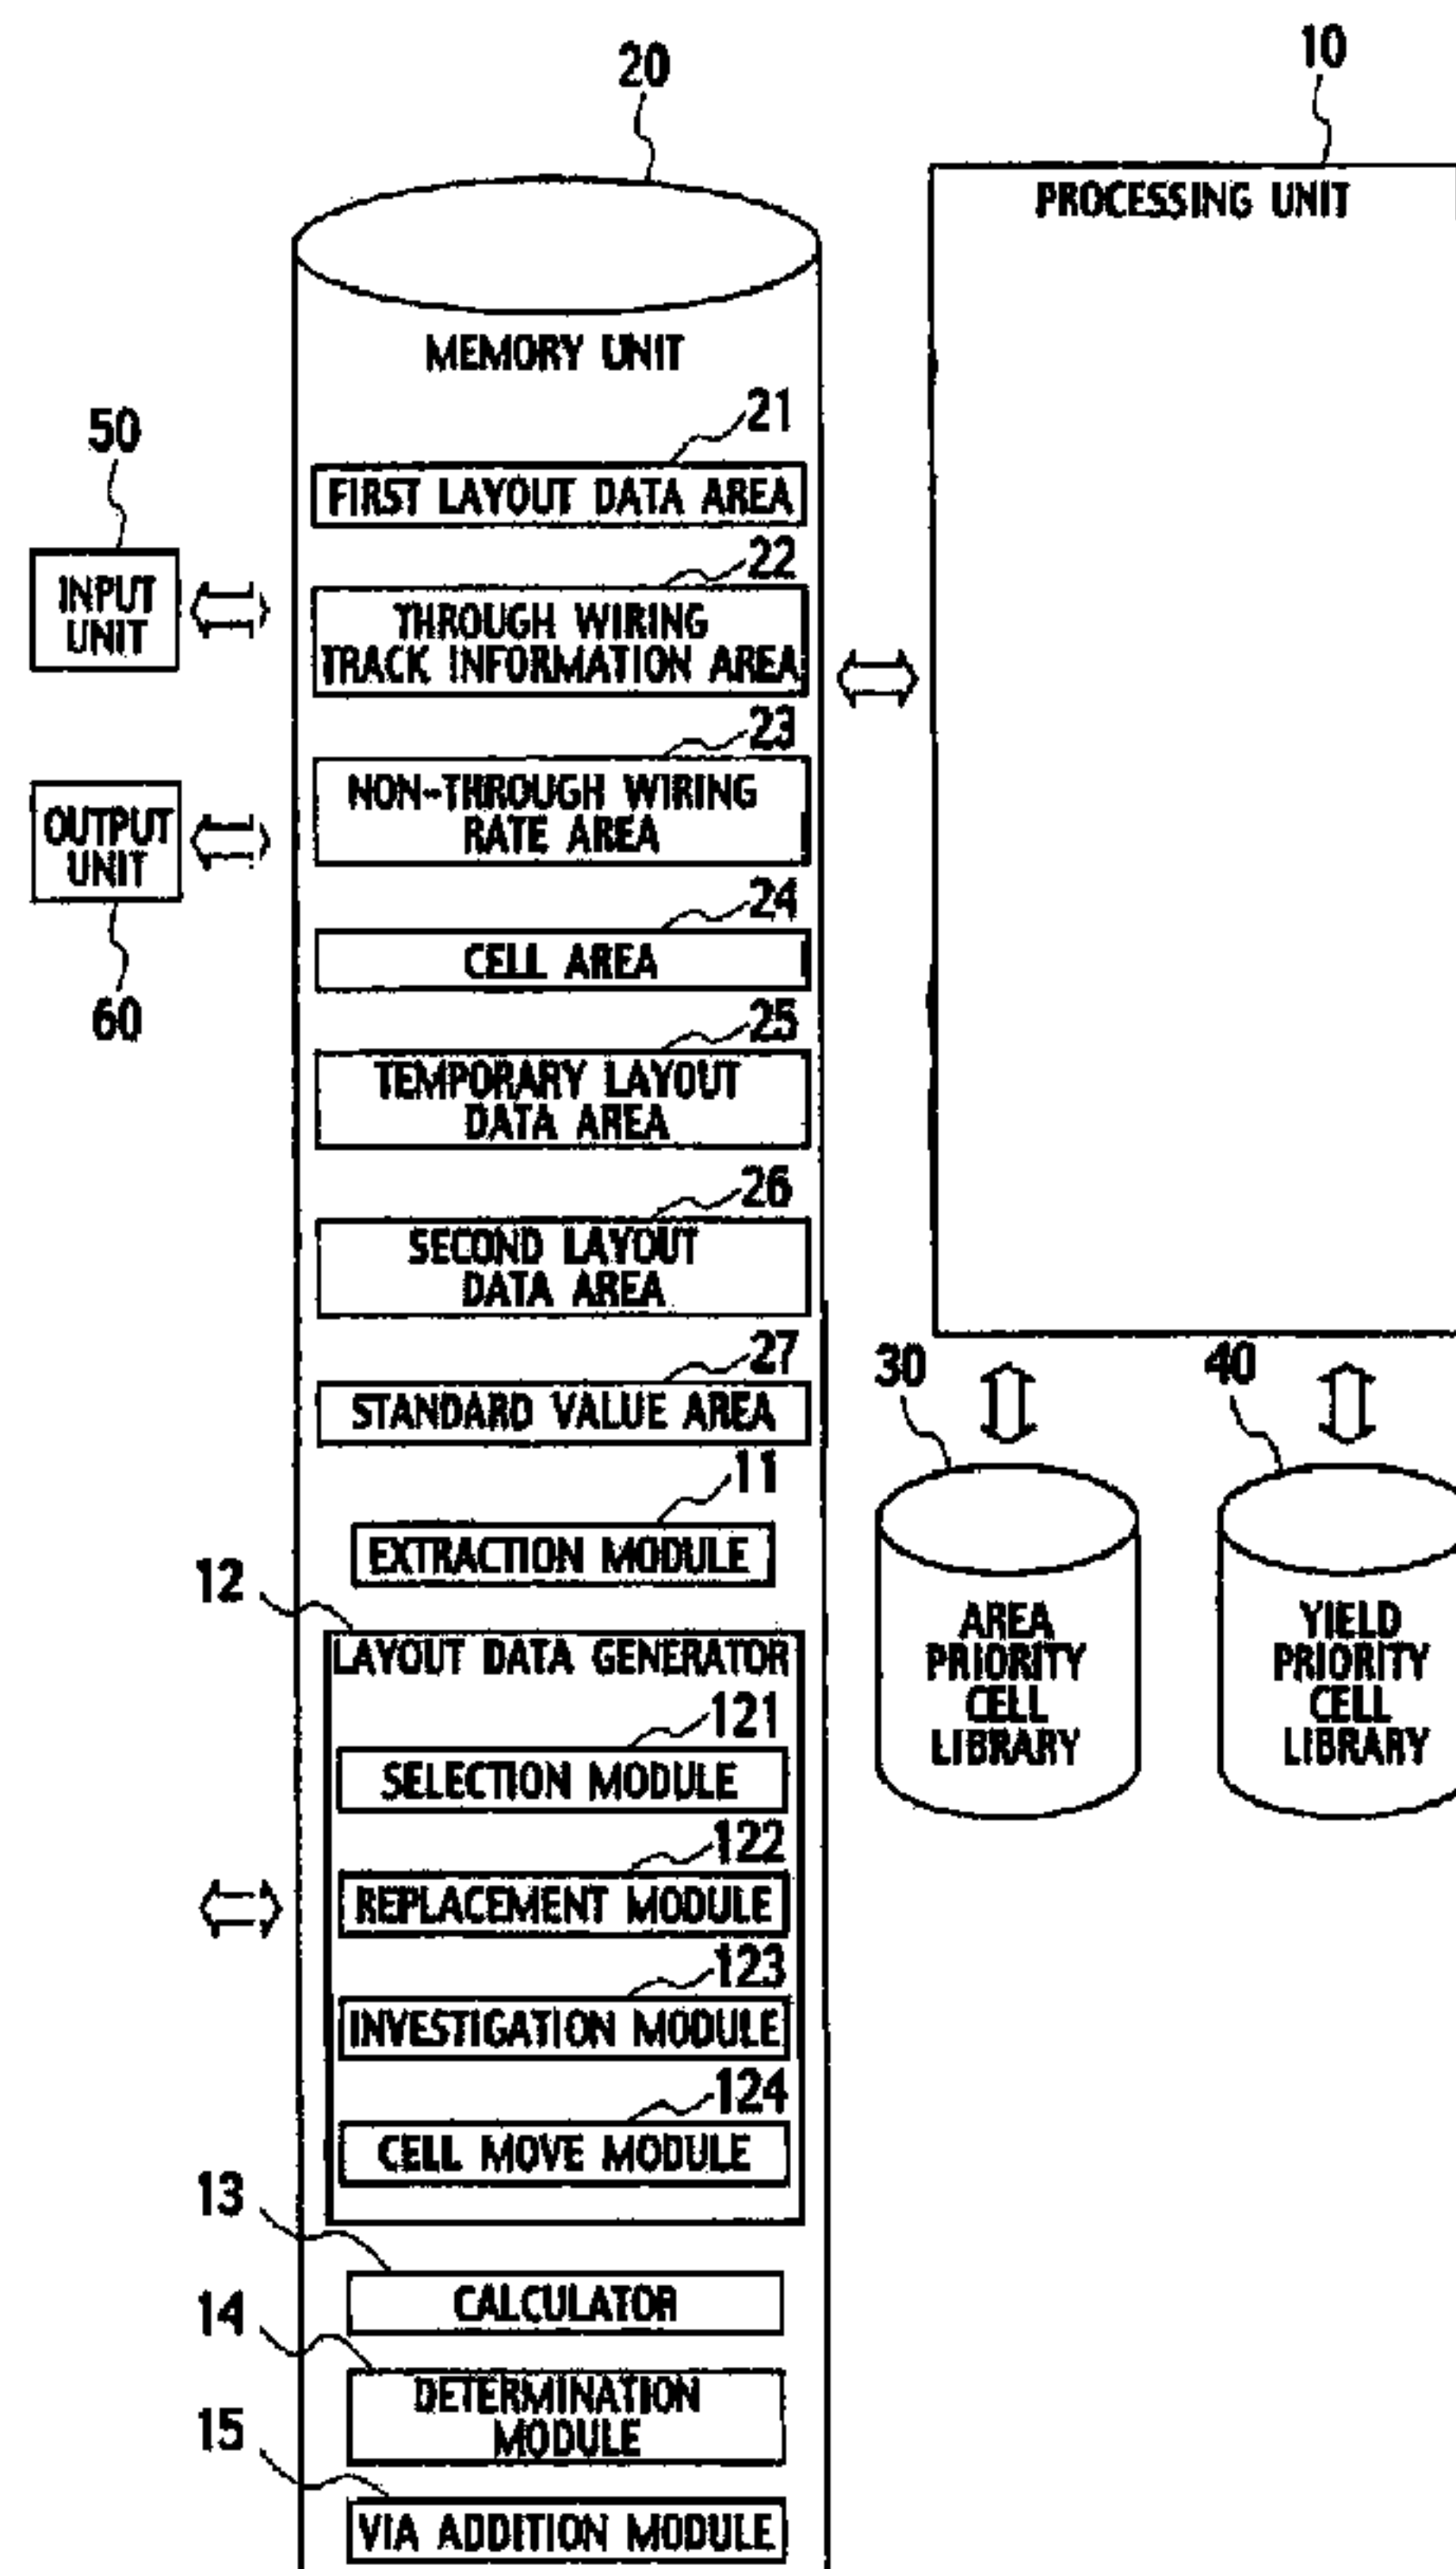 20
10
PROCESSING UNIT
MEMORY UNIT
21
FIRST LAYOUT DATA AREA
50
INPUT
UNIT
22
THROUGH WIRING
TRACK INFORMATION AREA
23
NON-THROUGH WIRING
RATE AREA
OUTPUT
UNIT
60
24
CELL AREA
25
TEMPORARY LAYOUT
DATA AREA
26
SECOND LAYOUT
DATA AREA
27
STANDARD VALUE AREA
30
40
AREA
PRIORITY
CELL
LIBRARY
YIELD
PRIORITY
CELL
LIBRARY
11
EXTRACTION MODULE
12
LAYOUT DATA GENERATOR
121
SELECTION MODULE
122
REPLACEMENT MODULE
123
INVESTIGATION MODULE
124
CELL MOVE MODULE
13
CALCULATOR
14
DETERMINATION
MODULE
15
VIA ADDITION MODULE